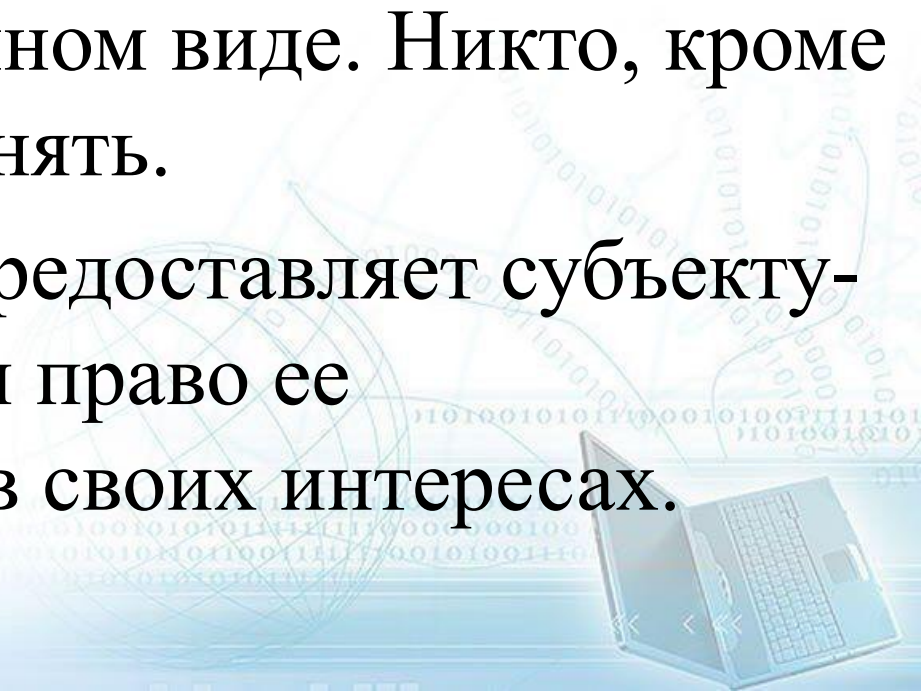 ном виде. Никто, кроме
нять.
редоставляет субъекту-
право ее
в своих интересах.